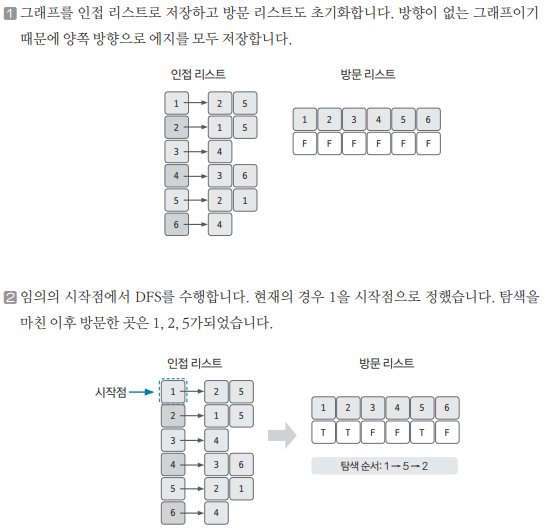 1 그래프를 인접 리스트로 저장하고 방문 리스트도 초기화합니다. 방향이 없는 그래프이기
때문에 양쪽 방향으로 에지를 모두 저장합니다.
인접 리스트
1 → 2 5
2 → 1 5
3 → 4
4 → 3 6
5 → 2 1
6 → 4
방문 리스트
1 2 3 4 5 6
F F F F F F
2 임의의 시작점에서 DFS를 수행합니다. 현재의 경우 1을 시작점으로 정했습니다. 탐색을
마친 이후 방문한 곳은 1, 2, 5가되었습니다.
인접 리스트
시작점 → 1 → 2 5
2 → 1 5
3 → 4
4 → 3 6
5 → 2 1
6 → 4
방문 리스트
1 2 3 4 5 6
T T F F T F
탐색 순서: 1 → 5 → 2